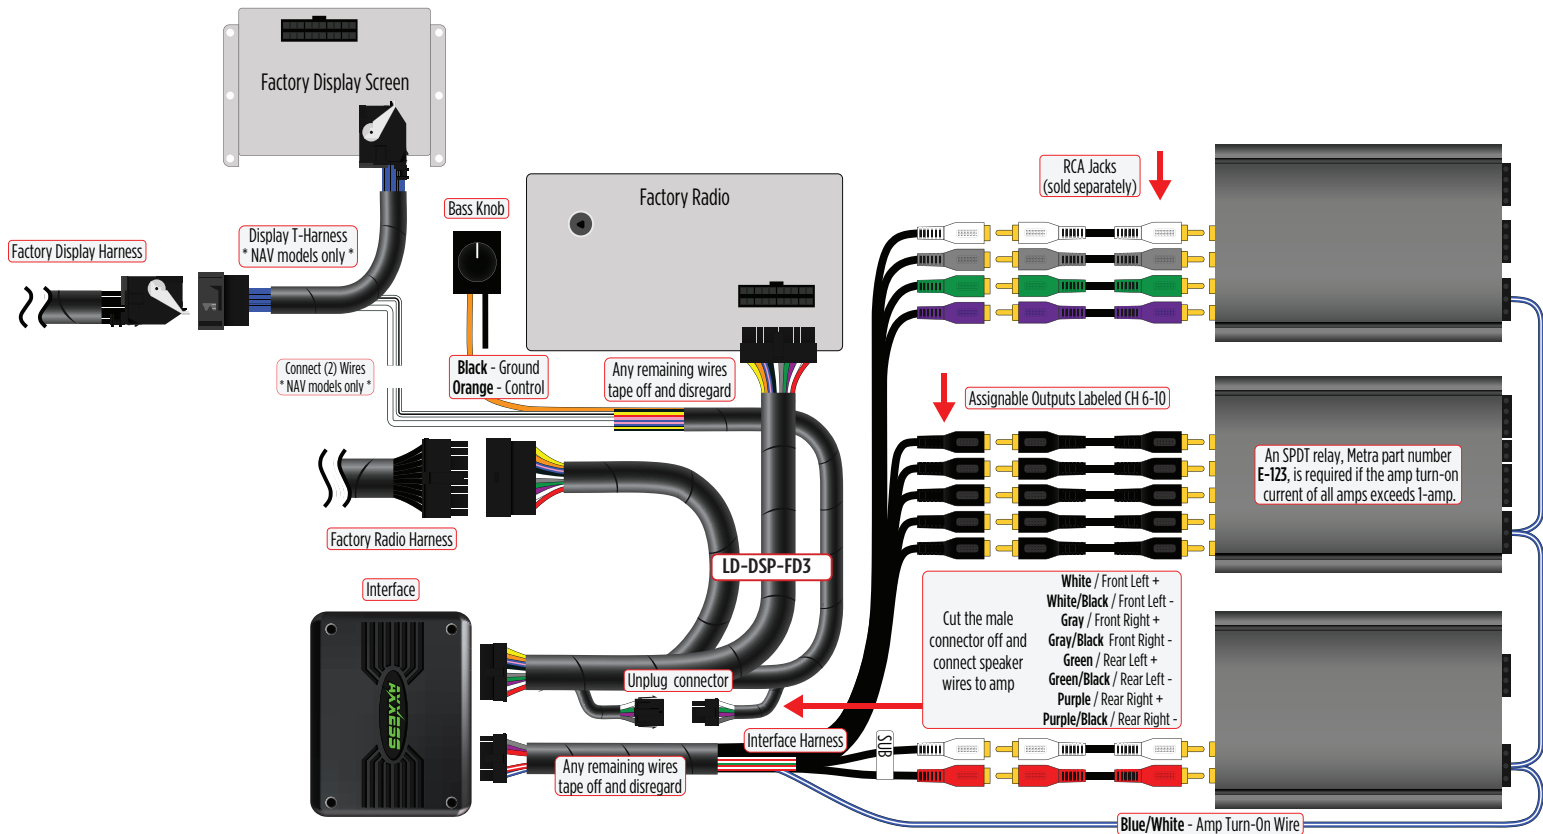 Factory Display Screen
Factory Display Harness
Display T-Harness
* NAV models only *
Bass Knob
Factory Radio
RCA Jacks
(sold separately)
Connect (2) Wires
* NAV models only *
Black - Ground
Orange - Control
Any remaining wires
tape off and disregard
Assignable Outputs Labeled CH 6-10
An SPDT relay, Metra part number
E-123, is required if the amp turn-on
current of all amps exceeds 1-amp.
Factory Radio Harness
LD-DSP-FD3
Interface
AXXESS
Cut the male
connector off and
connect speaker
wires to amp
White / Front Left +
White/Black / Front Left -
Gray / Front Right +
Gray/Black Front Right -
Green / Rear Left +
Green/Black / Rear Left -
Purple / Rear Right +
Purple/Black / Rear Right -
Unplug connector
Interface Harness
SUB
Any remaining wires
tape off and disregard
Blue/White - Amp Turn-On Wire